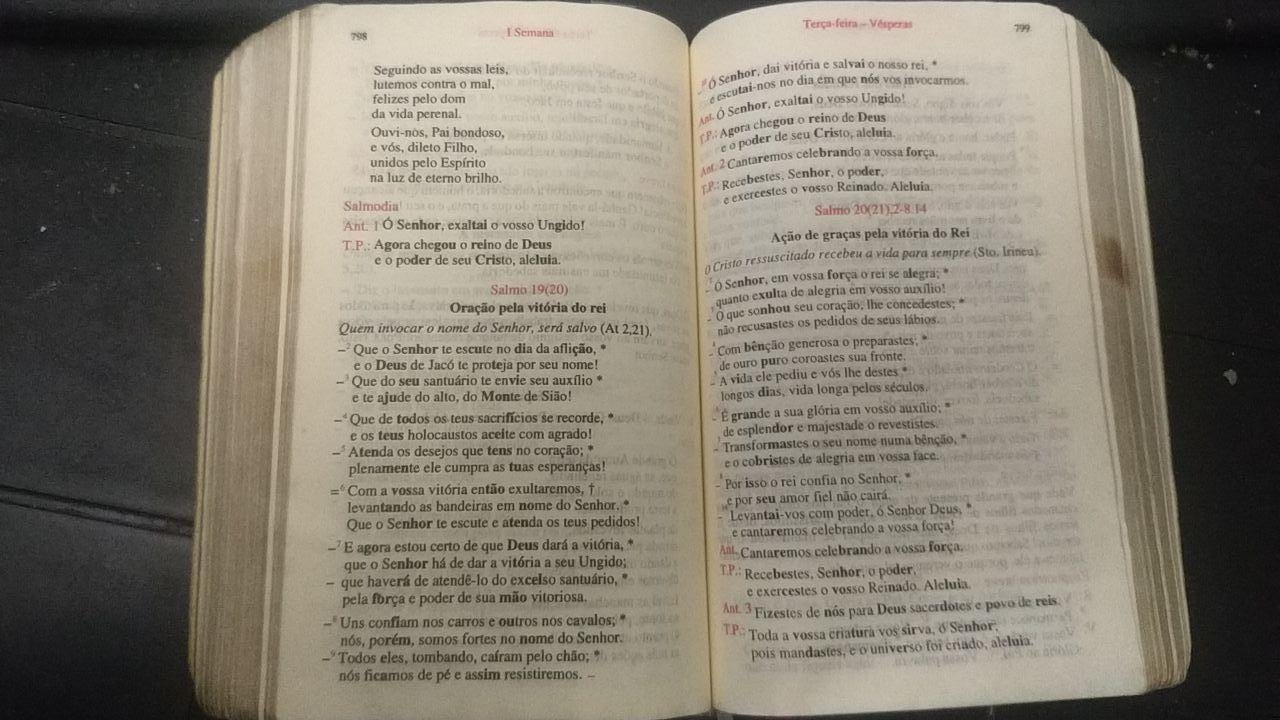 798
I Semana
Seguindo as vossas leis,
lutemos contra o mal,
felizes pelo dom
da vida perenal.
Ouvi-nos, Pai bondoso,
e vós, dileto Filho,
unidos pelo Espírito
na luz de eterno brilho.
Salmodia
Ant. 1 Ó Senhor, exaltai o vosso Ungido!
T.P.: Agora chegou o reino de Deus
e o poder de seu Cristo, aleluia.
Salmo 19(20)
Oração pela vitória do rei
Quem invocar o nome do Senhor, será salvo (At 2,21).
–² Que o Senhor te escute no dia da aflição, *
e o Deus de Jacó te proteja por seu nome!
–³ Que do seu santuário te envie seu auxílio *
e te ajude do alto, do Monte de Sião!
–⁴ Que de todos os teus sacrifícios se recorde, *
e os teus holocaustos aceite com agrado!
–⁵ Atenda os desejos que tens no coração; *
plenamente ele cumpra as tuas esperanças!
=⁶ Com a vossa vitória então exultaremos, †
levantando as bandeiras em nome do Senhor. *
Que o Senhor te escute e atenda os teus pedidos!
–⁷ E agora estou certo de que Deus dará a vitória, *
que o Senhor há de dar a vitória a seu Ungido;
– que haverá de atendê-lo do excelso santuário, *
pela força e poder de sua mão vitoriosa.
–⁸ Uns confiam nos carros e outros nos cavalos; *
nós, porém, somos fortes no nome do Senhor.
–⁹ Todos eles, tombando, caíram pelo chão; *
nós ficamos de pé e assim resistiremos. –
Terça-feira – Vésperas
799
–¹⁰ Ó Senhor, dai vitória e salvai o nosso rei, *
e escutai-nos no dia em que nós vos invocarmos.
Ant. Ó Senhor, exaltai o vosso Ungido!
T.P.: Agora chegou o reino de Deus
e o poder de seu Cristo, aleluia.
Ant. 2 Cantaremos celebrando a vossa força.
T.P.: Recebestes, Senhor, o poder,
e exercestes o vosso Reinado. Aleluia.
Salmo 20(21),2-8.14
Ação de graças pela vitória do Rei
O Cristo ressuscitado recebeu a vida para sempre (Sto. Irineu).
–² Ó Senhor, em vossa força o rei se alegra; *
quanto exulta de alegria em vosso auxílio!
–³ O que sonhou seu coração, lhe concedestes; *
não recusastes os pedidos de seus lábios.
–⁴ Com bênção generosa o preparastes; *
de ouro puro coroastes sua fronte.
–⁵ A vida ele pediu e vós lhe destes *
longos dias, vida longa pelos séculos.
–⁶ É grande a sua glória em vosso auxílio; *
de esplendor e majestade o revestistes.
–⁷ Transformastes o seu nome numa bênção, *
e o cobristes de alegria em vossa face.
–⁸ Por isso o rei confia no Senhor, *
e por seu amor fiel não cairá.
– Levantai-vos com poder, ó Senhor Deus, *
e cantaremos celebrando a vossa força!
Ant. Cantaremos celebrando a vossa força.
T.P.: Recebestes, Senhor, o poder,
e exercestes o vosso Reinado. Aleluia.
Ant. 3 Fizestes de nós para Deus sacerdotes e povo de reis.
T.P.: Toda a vossa criatura vos sirva, ó Senhor,
pois mandastes, e o universo foi criado, aleluia.